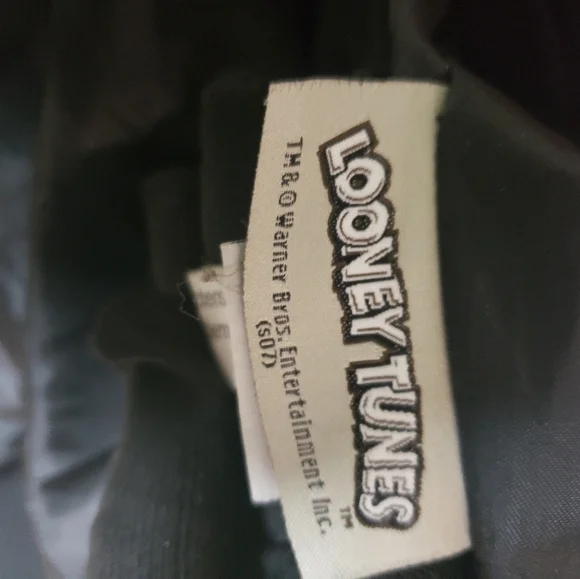 LOONEY TUNES
TM
TM & © Warner Bros. Entertainment Inc.
(s07)